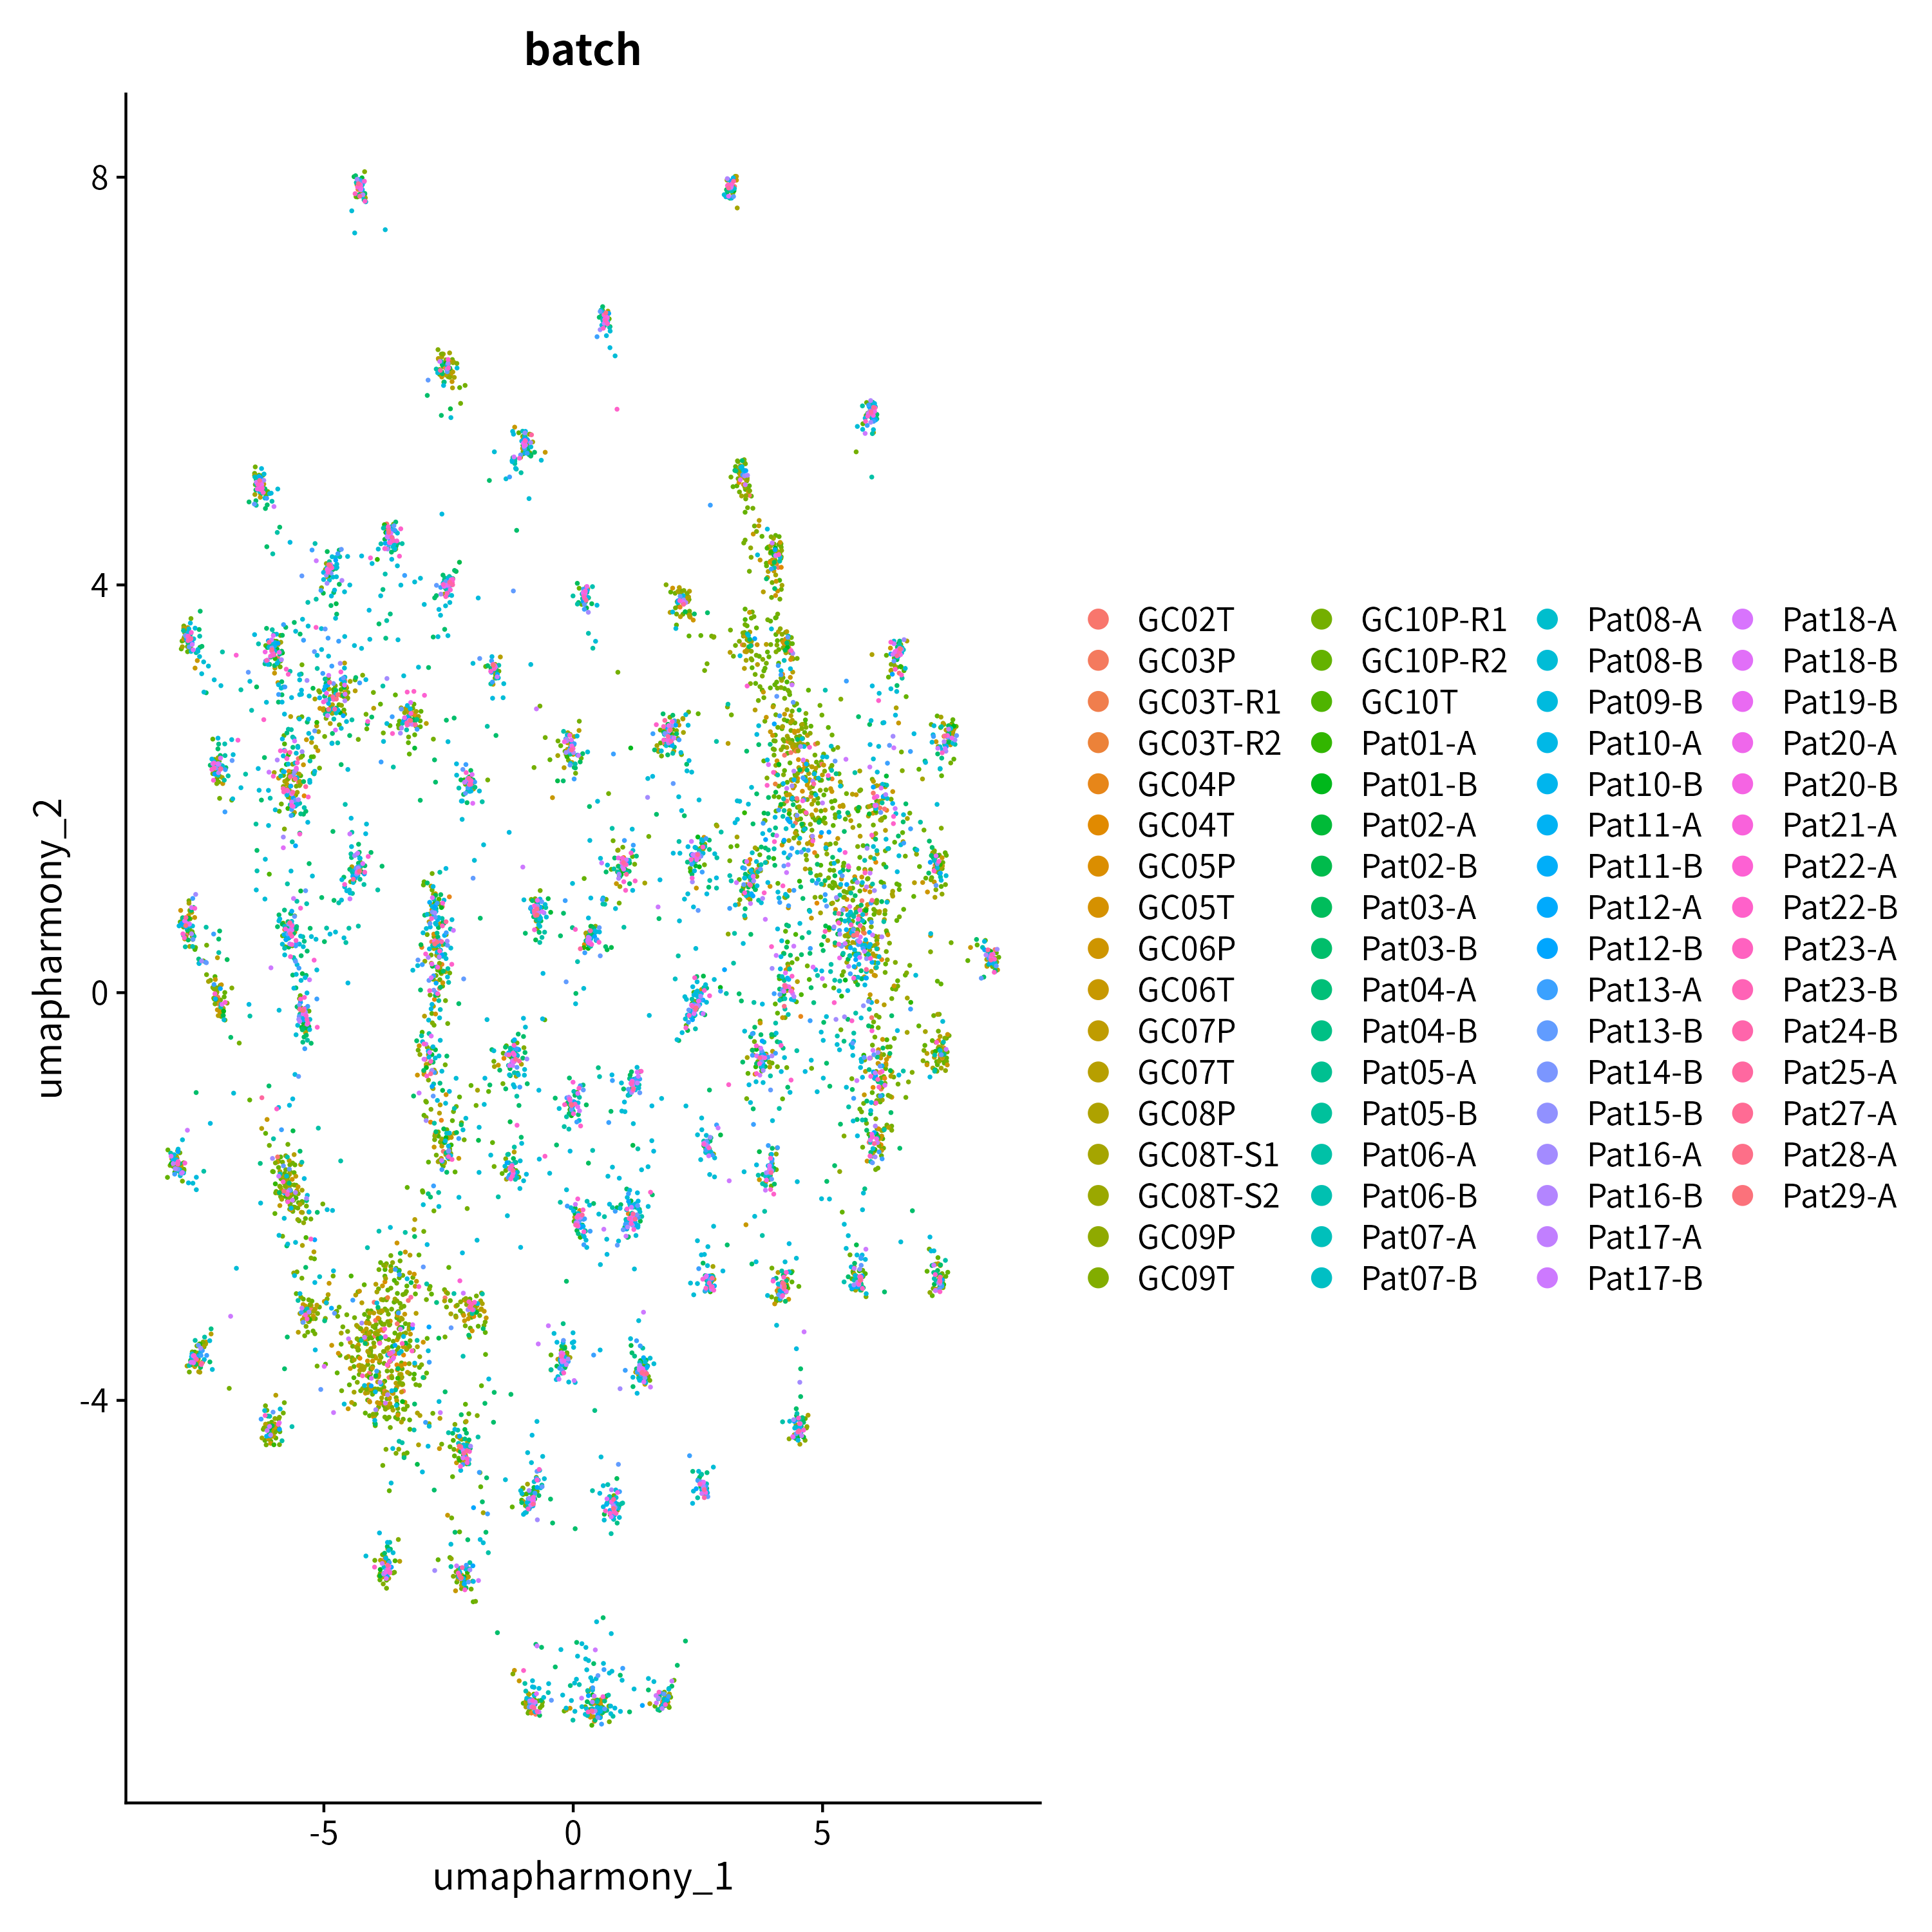 batch
8
4
0
-4
umapharmony_2
-5
0
5
umapharmony_1
GC02T
GC03P
GC03T-R1
GC03T-R2
GC04P
GC04T
GC05P
GC05T
GC06P
GC06T
GC07P
GC07T
GC08P
GC08T-S1
GC08T-S2
GC09P
GC09T
GC10P-R1
GC10P-R2
GC10T
Pat01-A
Pat01-B
Pat02-A
Pat02-B
Pat03-A
Pat03-B
Pat04-A
Pat04-B
Pat05-A
Pat05-B
Pat06-A
Pat06-B
Pat07-A
Pat07-B
Pat08-A
Pat08-B
Pat09-B
Pat10-A
Pat10-B
Pat11-A
Pat11-B
Pat12-A
Pat12-B
Pat13-A
Pat13-B
Pat14-B
Pat15-B
Pat16-A
Pat16-B
Pat17-A
Pat17-B
Pat18-A
Pat18-B
Pat19-B
Pat20-A
Pat20-B
Pat21-A
Pat22-A
Pat22-B
Pat23-A
Pat23-B
Pat24-B
Pat25-A
Pat27-A
Pat28-A
Pat29-A